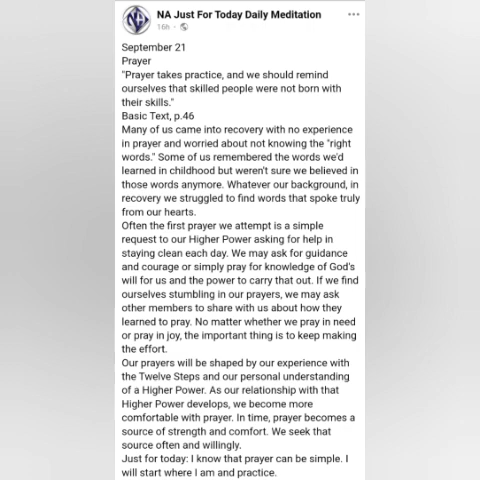 NA Just For Today Daily Meditation
16h
September 21
Prayer
"Prayer takes practice, and we should remind
ourselves that skilled people were not born with
their skills."
Basic Text, p.46
Many of us came into recovery with no experience
in prayer and worried about not knowing the "right
words." Some of us remembered the words we'd
learned in childhood but weren't sure we believed in
those words anymore. Whatever our background, in
recovery we struggled to find words that spoke truly
from our hearts.
Often the first prayer we attempt is a simple
request to our Higher Power asking for help in
staying clean each day. We may ask for guidance
and courage or simply pray for knowledge of God's
will for us and the power to carry that out. If we find
ourselves stumbling in our prayers, we may ask
other members to share with us about how they
learned to pray. No matter whether we pray in need
or pray in joy, the important thing is to keep making
the effort.
Our prayers will be shaped by our experience with
the Twelve Steps and our personal understanding
of a Higher Power. As our relationship with that
Higher Power develops, we become more
comfortable with prayer. In time, prayer becomes a
source of strength and comfort. We seek that
source often and willingly.
Just for today: I know that prayer can be simple. I
will start where I am and practice.